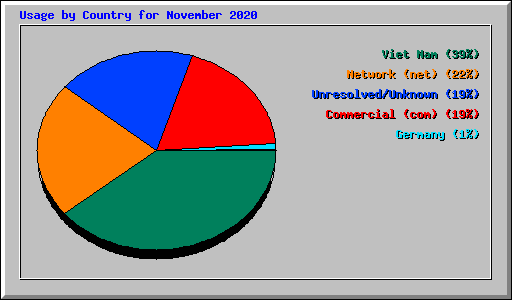 Usage by Country for November 2020
Viet Nam (39%)
Network (net) (22%)
Unresolved/Unknown (19%)
Commercial (com) (19%)
Germany (1%)